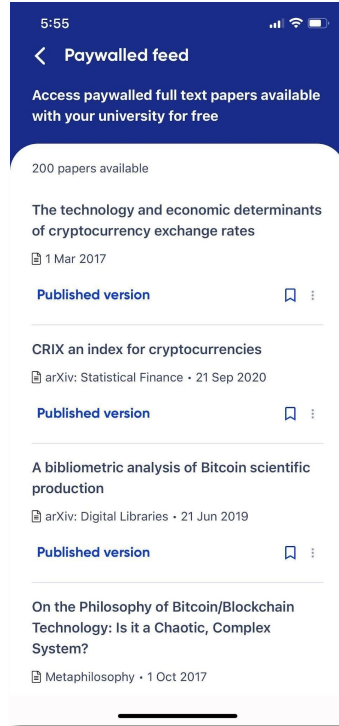 5:55
Paywalled feed
Access paywalled full text papers available
with your university for free
200 papers available
The technology and economic determinants
of cryptocurrency exchange rates
1 Mar 2017
Published version
CRIX an index for cryptocurrencies
arXiv: Statistical Finance • 21 Sep 2020
Published version
A bibliometric analysis of Bitcoin scientific
production
arXiv: Digital Libraries • 21 Jun 2019
Published version
On the Philosophy of Bitcoin/Blockchain
Technology: Is it a Chaotic, Complex
System?
Metaphilosophy • 1 Oct 2017